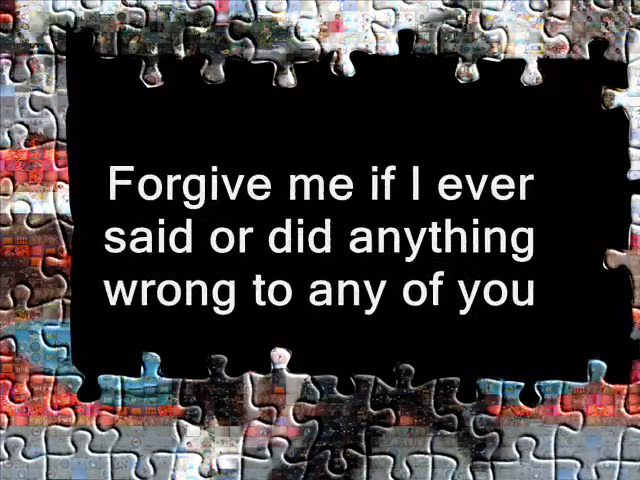 Forgive me if I ever
said or did anything
wrong to any of you